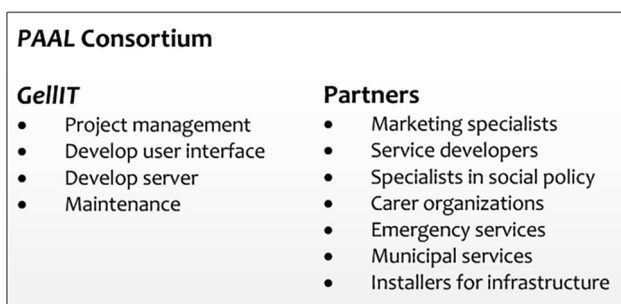 PAAL Consortium
GellIT
• Project management
• Develop user interface
• Develop server
• Maintenance
Partners
• Marketing specialists
• Service developers
• Specialists in social policy
• Carer organizations
• Emergency services
• Municipal services
• Installers for infrastructure